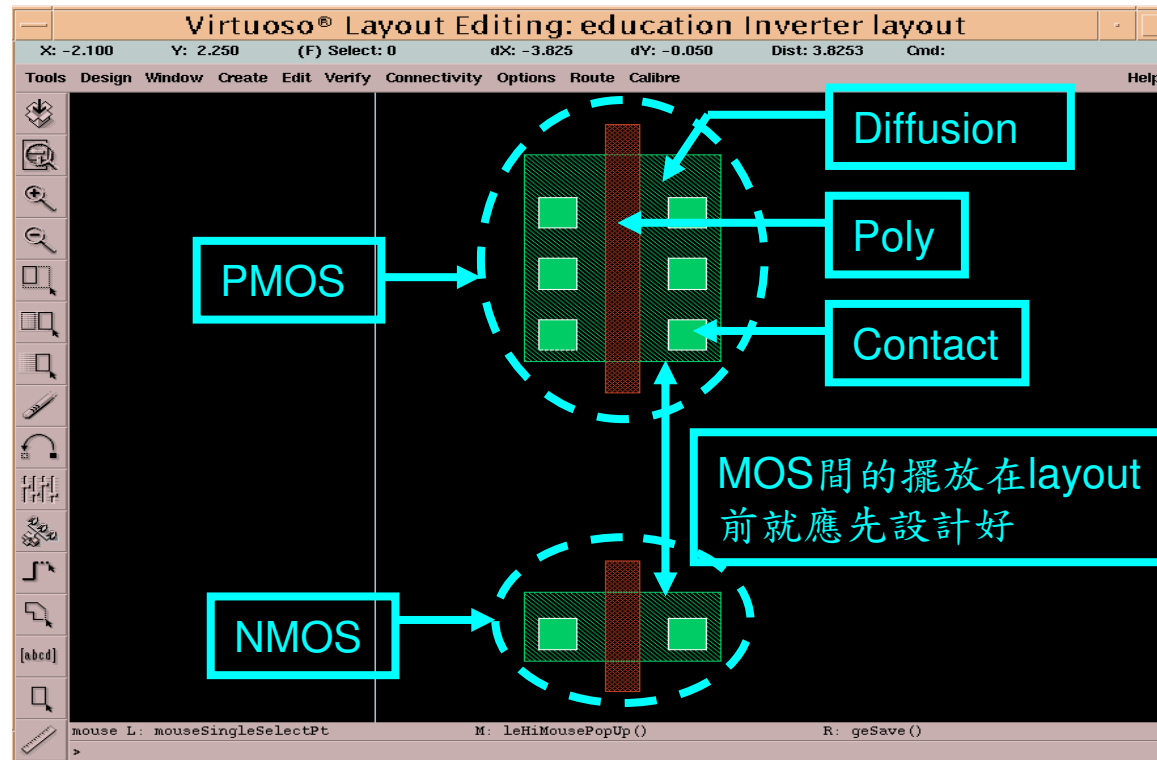 Virtuoso® Layout Editing: education Inverter layout
X: -2.100 Y: 2.250 (F) Select: 0 dX: -3.825 dY: -0.050 Dist: 3.8253 Cmd:
Tools Design Window Create Edit Verify Connectivity Options Route Calibre Help
Diffusion
Poly
PMOS
Contact
MOS間的擺放在layout
前就應先設計好
NMOS
[abcd]
mouse L: mouseSingleSelectPt M: leHiMousePopUp() R: geSave()
>